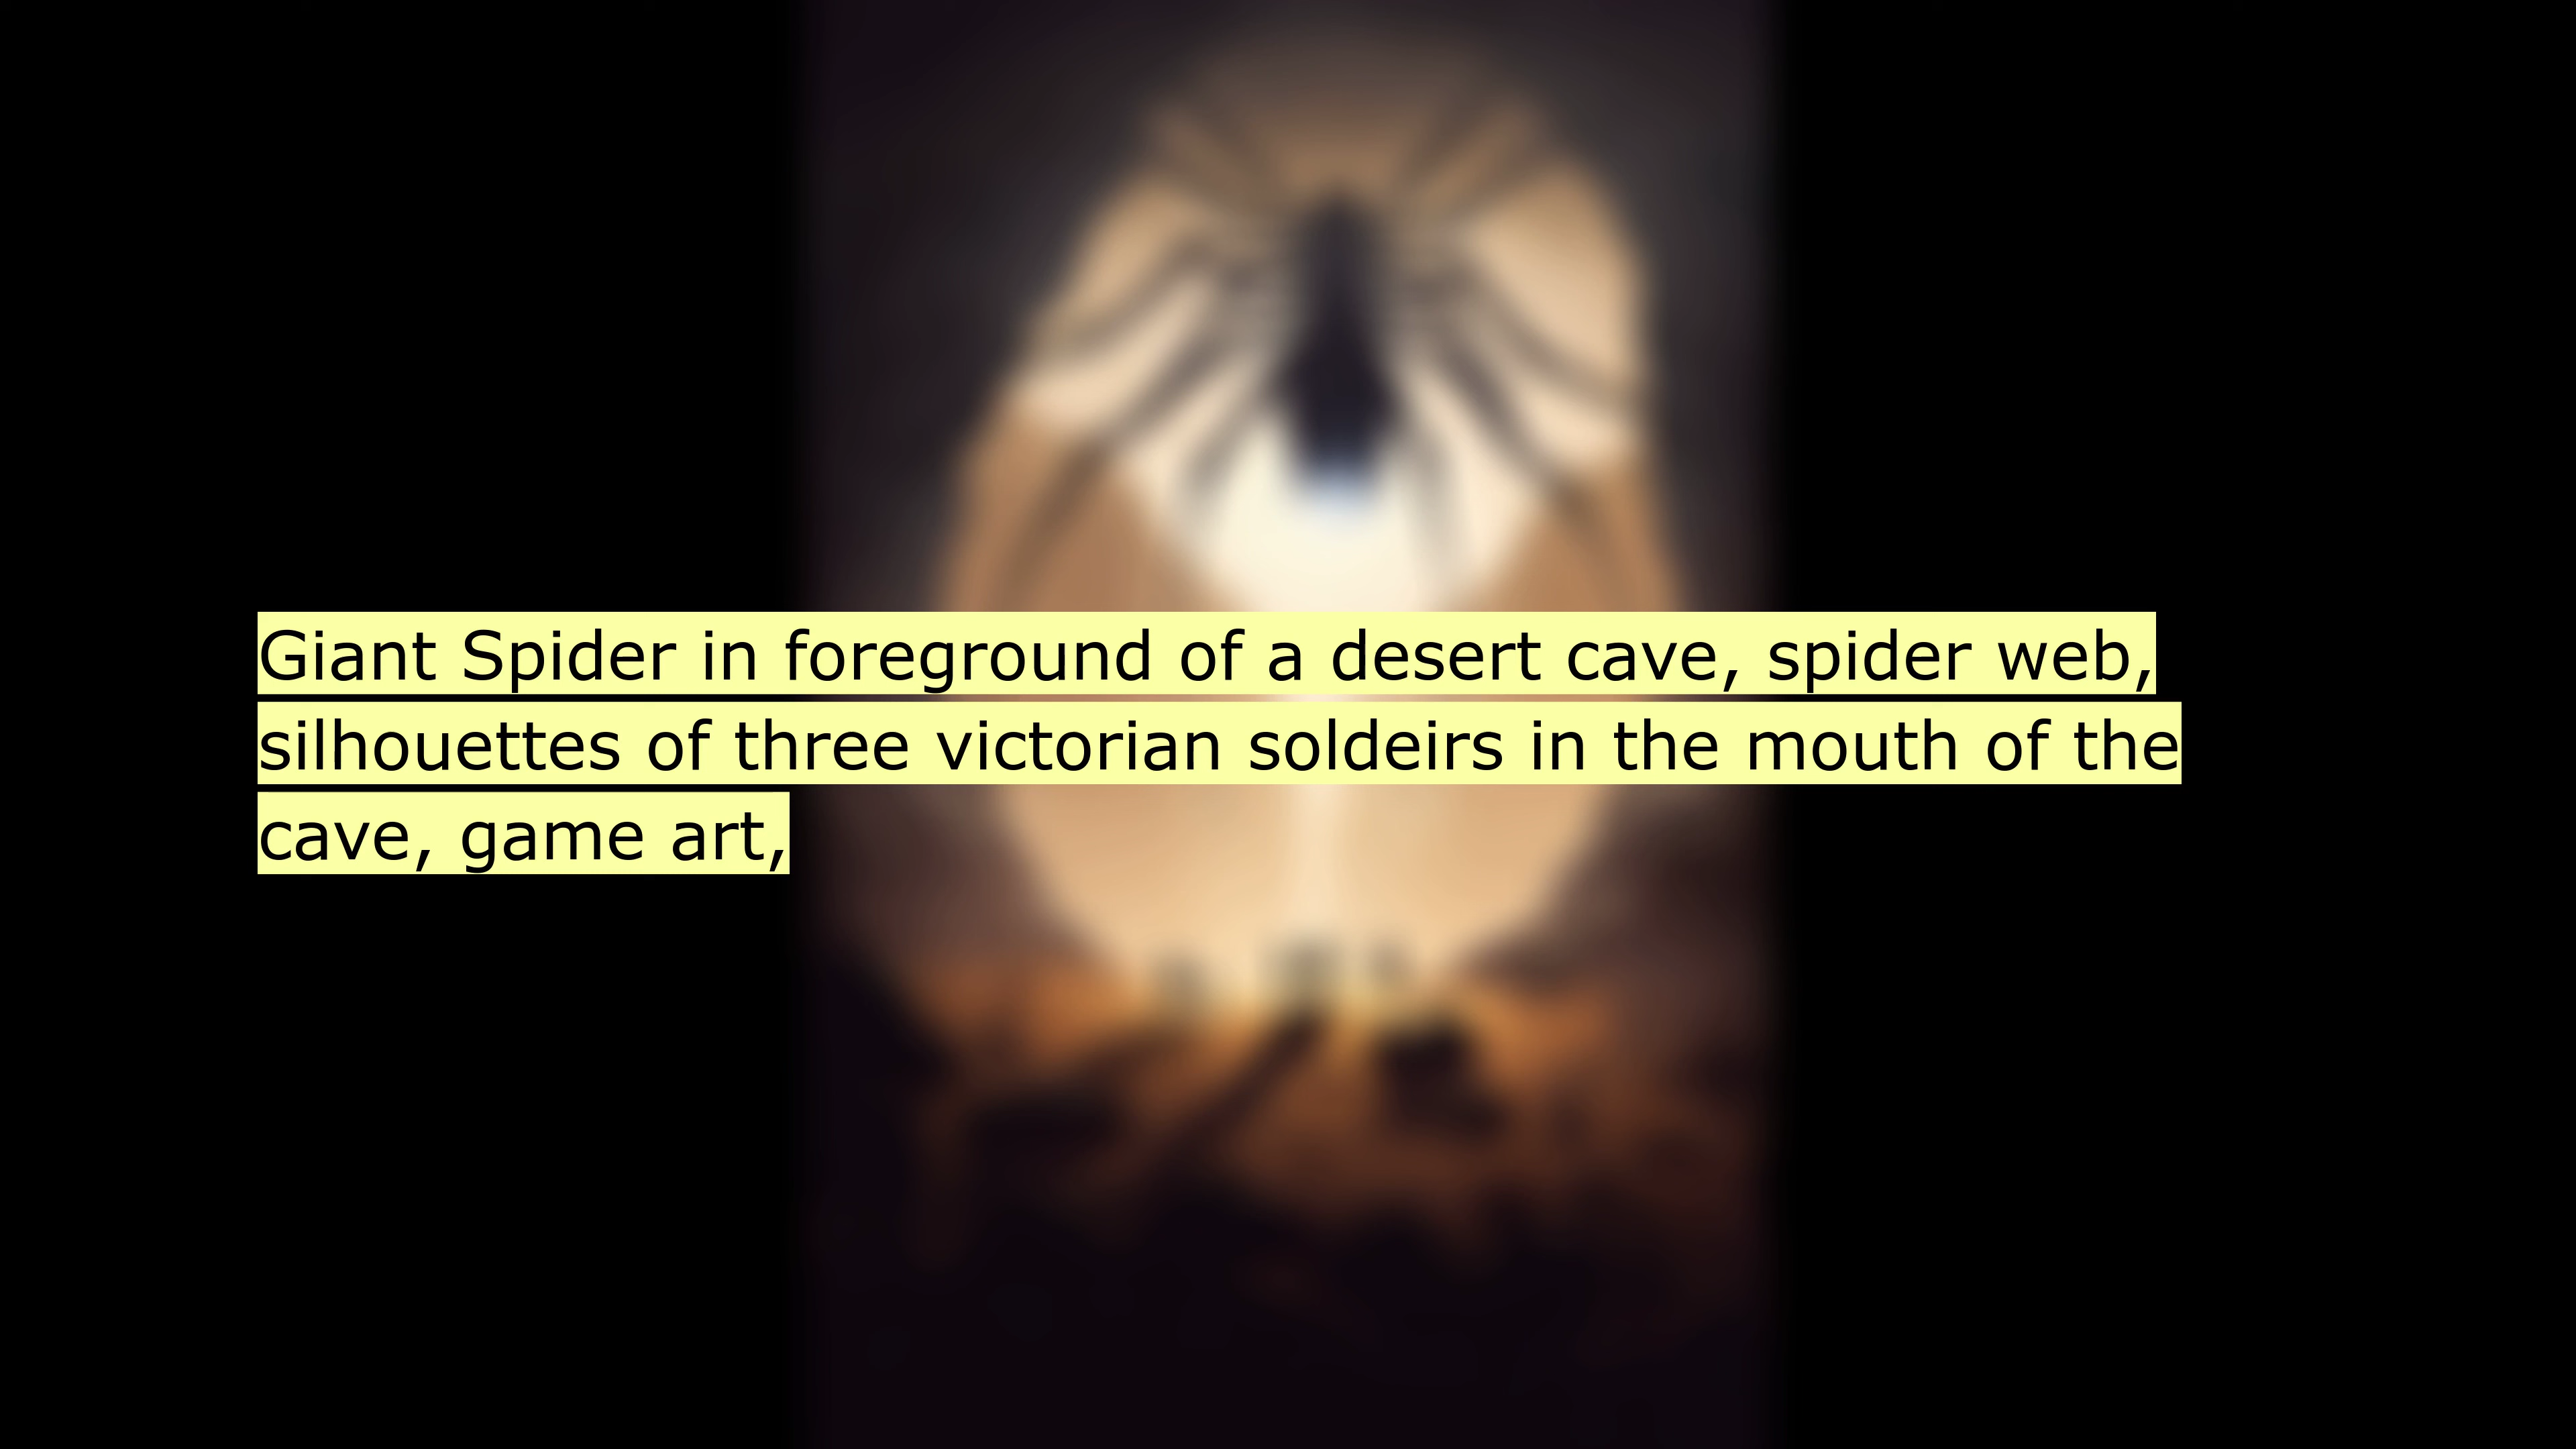 Giant Spider in foreground of a desert cave, spider web,
silhouettes of three victorian soldeirs in the mouth of the
cave, game art,